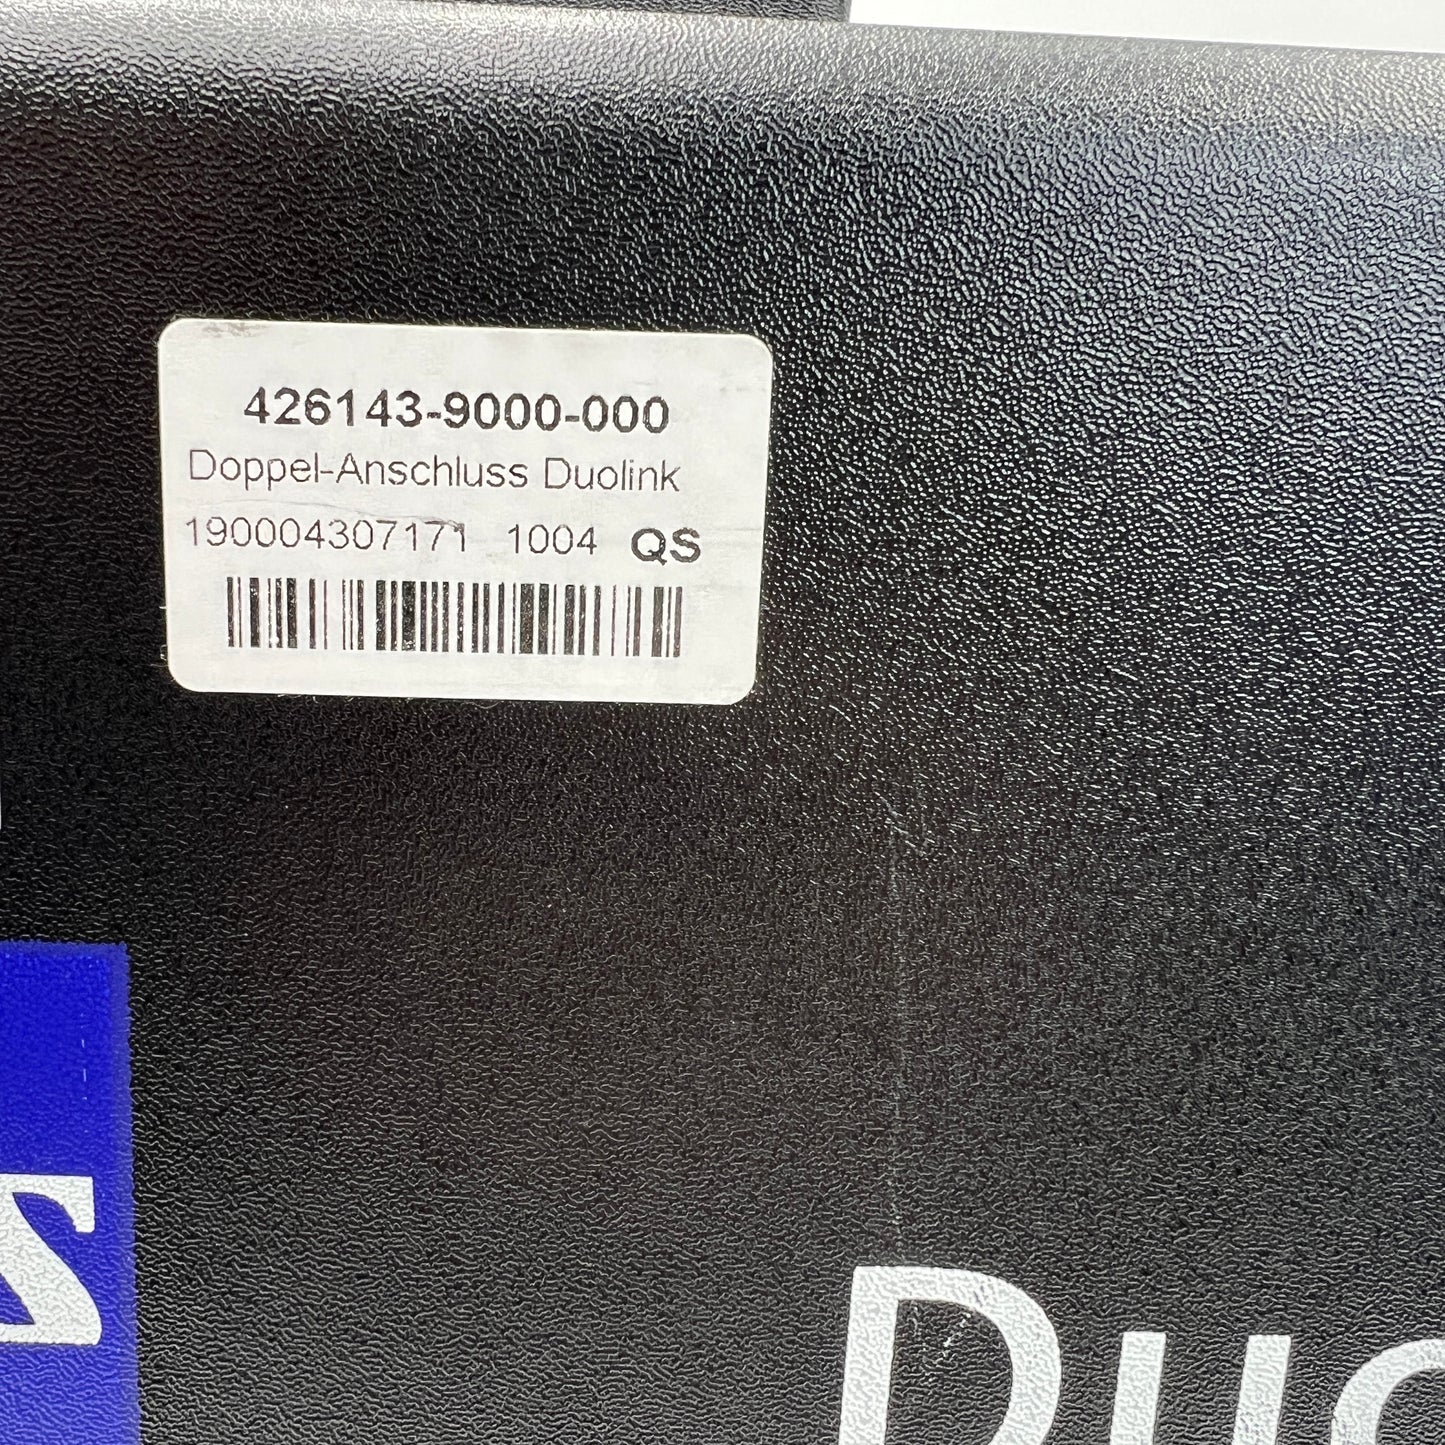 426143-9000-000
Doppel-Anschluss Duolink
190004307171 1004 QS